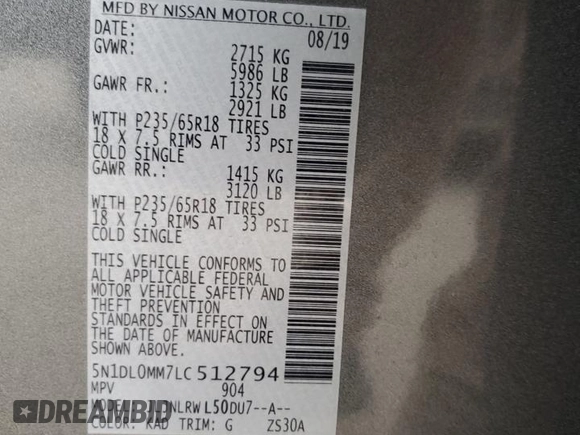 MFD BY NISSAN MOTOR CO., LTD.
DATE: 08/19
GVWR: 2715 KG
5986 LB
GAWR FR.: 1325 KG
2921 LB
WITH P235/65R18 TIRES
18 X 7.5 RIMS AT 33 PSI
COLD SINGLE
GAWR RR.: 1415 KG
3120 LB
WITH P235/65R18 TIRES
18 X 7.5 RIMS AT 33 PSI
COLD SINGLE
THIS VEHICLE CONFORMS TO
ALL APPLICABLE FEDERAL
MOTOR VEHICLE SAFETY AND
THEFT PREVENTION
STANDARDS IN EFFECT ON
THE DATE OF MANUFACTURE
SHOWN ABOVE.
5N1DL0MM7LC512794
MPV 904
L50DU7--A--
COLOR: KAD TRIM: G ZS30A
DREAMBID